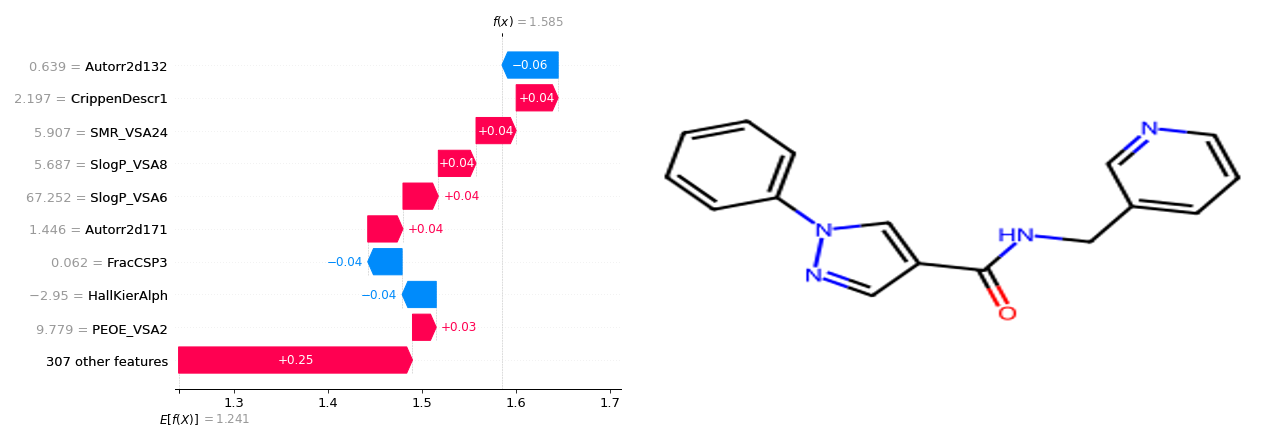 f(x) = 1.585
0.639 = Autorr2d132
−0.06
2.197 = CrippenDescr1
+0.04
5.907 = SMR_VSA24
+0.04
5.687 = SlogP_VSA8
+0.04
67.252 = SlogP_VSA6
+0.04
1.446 = Autorr2d171
+0.04
0.062 = FracCSP3
−0.04
−2.95 = HallKierAlph
−0.04
9.779 = PEOE_VSA2
+0.03
307 other features
+0.25
1.3 1.4 1.5 1.6 1.7
E[f(X)] = 1.241
N
N
N
HN
O